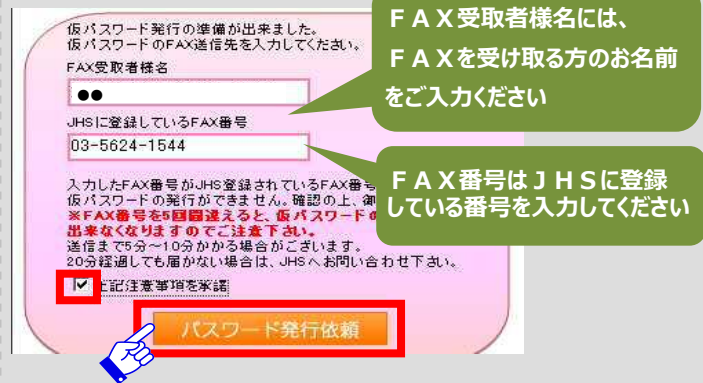 仮パスワード発行の準備が出来ました。
仮パスワードのFAX送信先を入力してください。
FAX受取者様名
●●
JHSに登録しているFAX番号
03-5624-1544
入力したFAX番号がJHS登録されているFAX番号
仮パスワードの発行ができません。確認の上、御
※FAX番号を5回間違えると、仮パスワードの
出来なくなりますのでご注意下さい。
送信まで5分～10分かかる場合がございます。
20分経過しても届かない場合は、JHSへお問い合わせ下さい。
上記注意事項を承諾
パスワード発行依頼
ＦＡＸ受取者様名には、
ＦＡＸを受け取る方のお名前
をご入力ください
ＦＡＸ番号はＪＨＳに登録
している番号を入力してください